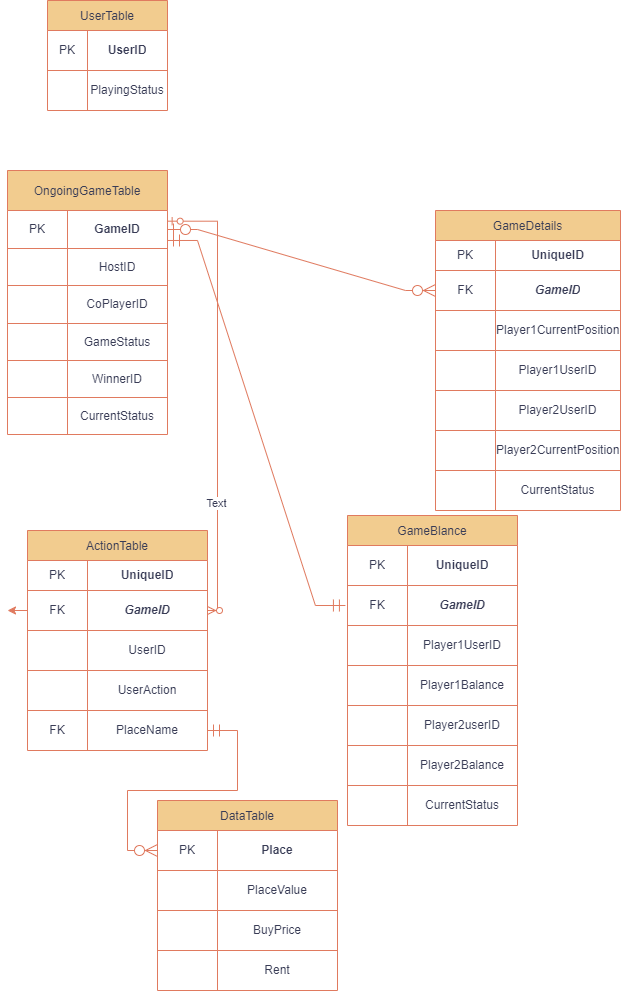 UserTable
PK UserID
PlayingStatus
OngoingGameTable
PK GameID
HostID
CoPlayerID
GameStatus
WinnerID
CurrentStatus
GameDetails
PK UniqueID
FK GameID
Player1CurrentPosition
Player1UserID
Player2UserID
Player2CurrentPosition
CurrentStatus
Text
ActionTable
PK UniqueID
FK GameID
UserID
UserAction
FK PlaceName
GameBlance
PK UniqueID
FK GameID
Player1UserID
Player1Balance
Player2userID
Player2Balance
CurrentStatus
DataTable
PK Place
PlaceValue
BuyPrice
Rent